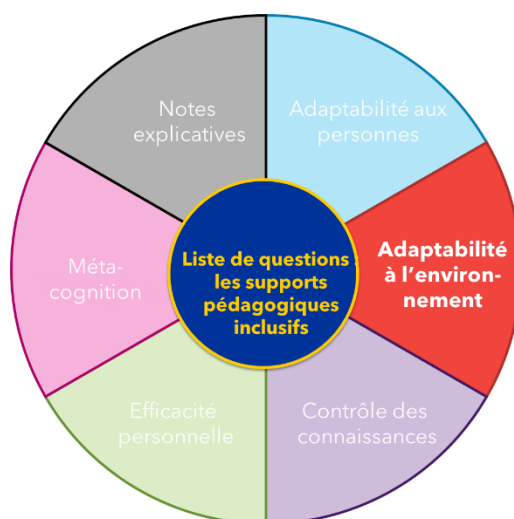 Notes
explicatives
Adaptabilité aux
personnes
Méta-
cognition
Liste de questions :
les supports
pédagogiques
inclusifs
Adaptabilité
à l'environ-
nement
Efficacité
personnelle
Contrôle des
connaissances